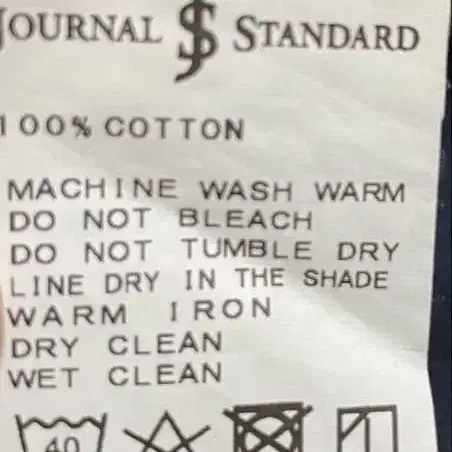 JOURNAL JS STANDARD
100% COTTON
MACHINE WASH WARM
DO NOT BLEACH
DO NOT TUMBLE DRY
LINE DRY IN THE SHADE
WARM IRON
DRY CLEAN
WET CLEAN
40